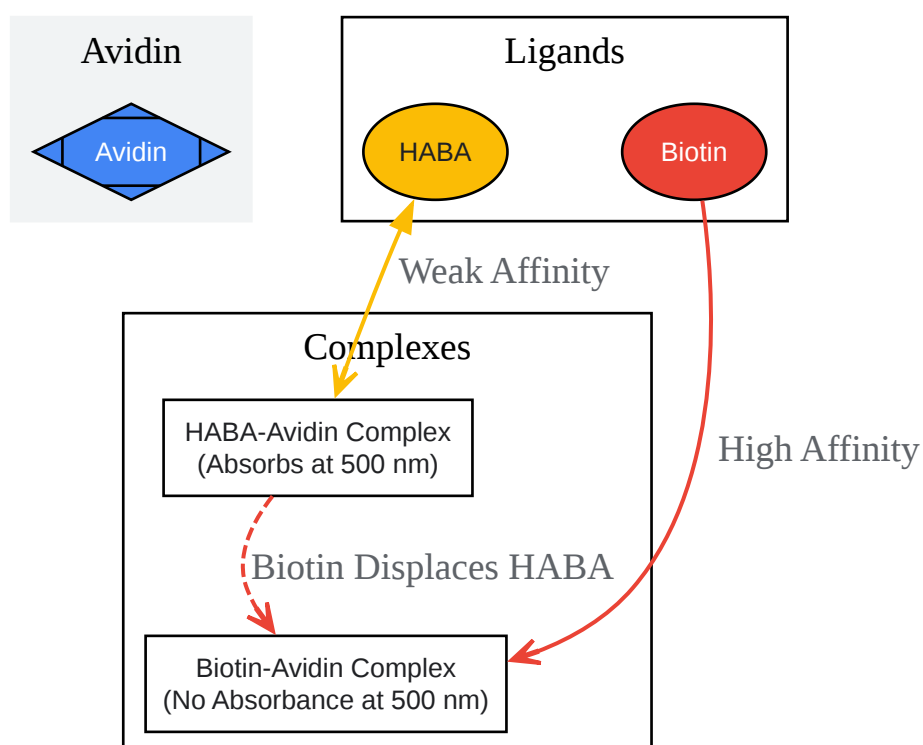 Avidin
Ligands
Avidin
HABA
Biotin
Weak Affinity
Complexes
HABA-Avidin Complex
(Absorbs at 500 nm)
High Affinity
Biotin Displaces HABA
Biotin-Avidin Complex
(No Absorbance at 500 nm)